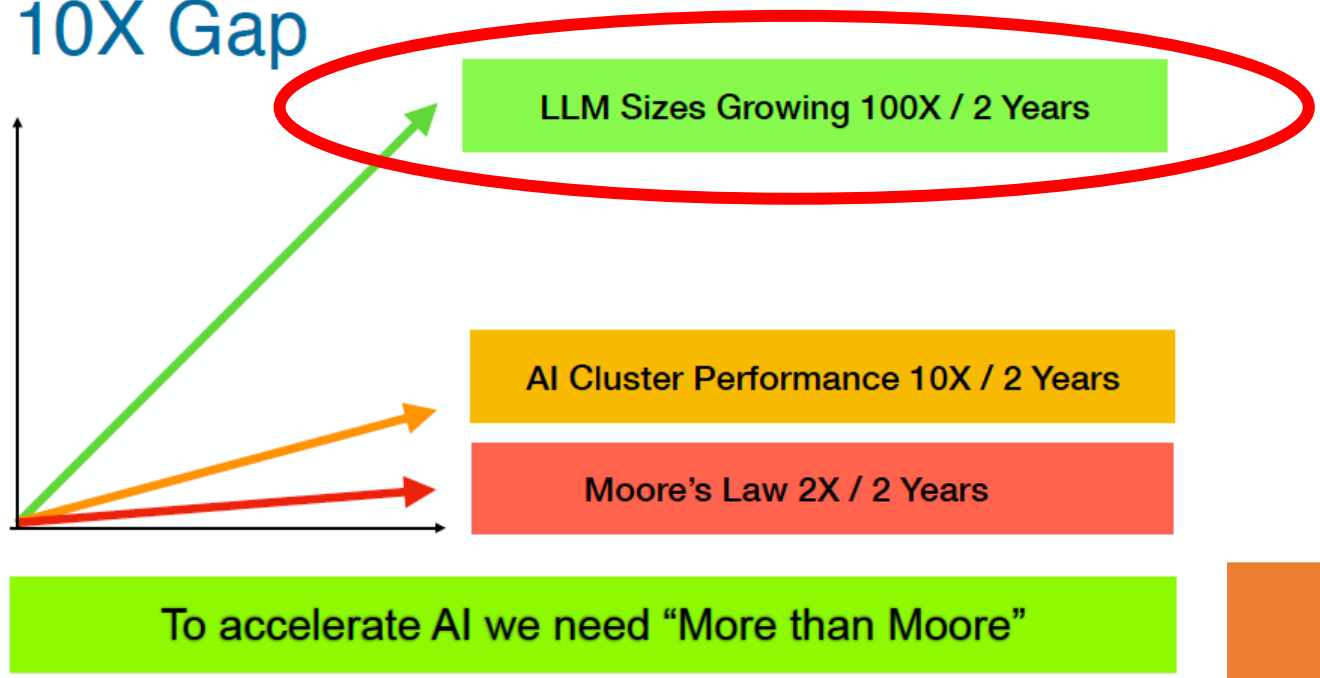 10X Gap
LLM Sizes Growing 100X / 2 Years
AI Cluster Performance 10X / 2 Years
Moore's Law 2X / 2 Years
To accelerate AI we need “More than Moore”